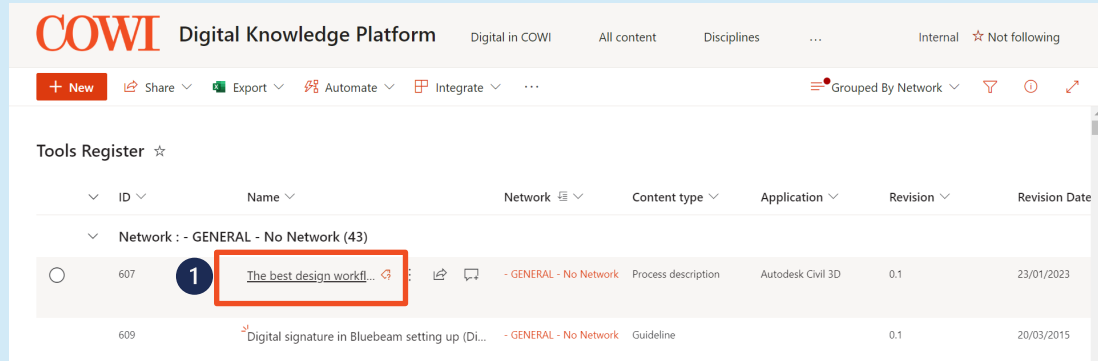 COWI Digital Knowledge Platform Digital in COWI All content Disciplines ... Internal Not following
+ New Share Export Automate Integrate ... Grouped By Network
Tools Register
ID Name Network Content type Application Revision Revision Date
Network : - GENERAL - No Network (43)
607 1 The best design workfl... - GENERAL - No Network Process description Autodesk Civil 3D 0.1 23/01/2023
609 Digital signature in Bluebeam setting up (Di... - GENERAL - No Network Guideline 0.1 20/03/2015